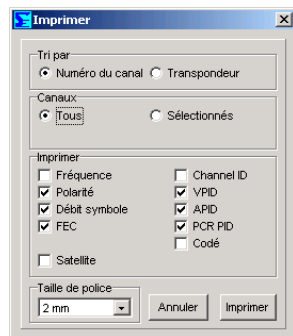 Imprimer
Tri par
Numéro du canal Transpondeur
Canaux
Tous Sélectionnés
Imprimer
Fréquence Channel ID
Polarité VPID
Débit symbole APID
FEC PCR PID
Codé
Satellite
Taille de police
2 mm Annuler Imprimer